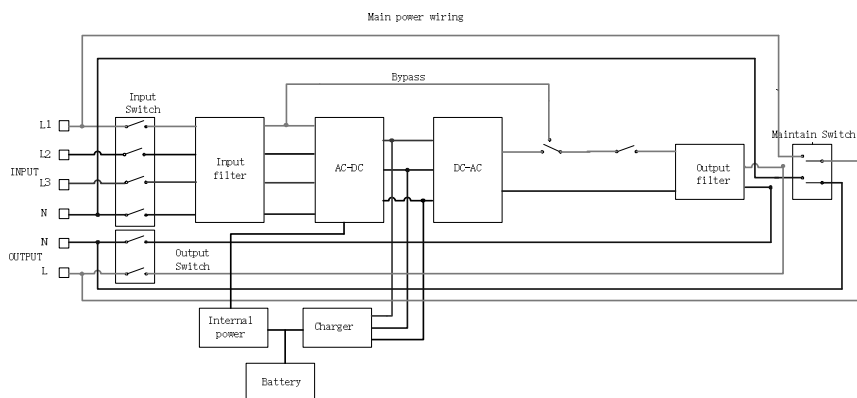 Main power wiring
Bypass
Input
Switch
L1
Maintain Switch
L2
Input
filter
AC-DC
DC-AC
Output
filter
INPUT
L3
N
N
OUTPUT
L
Output
Switch
Internal
power
Charger
Battery